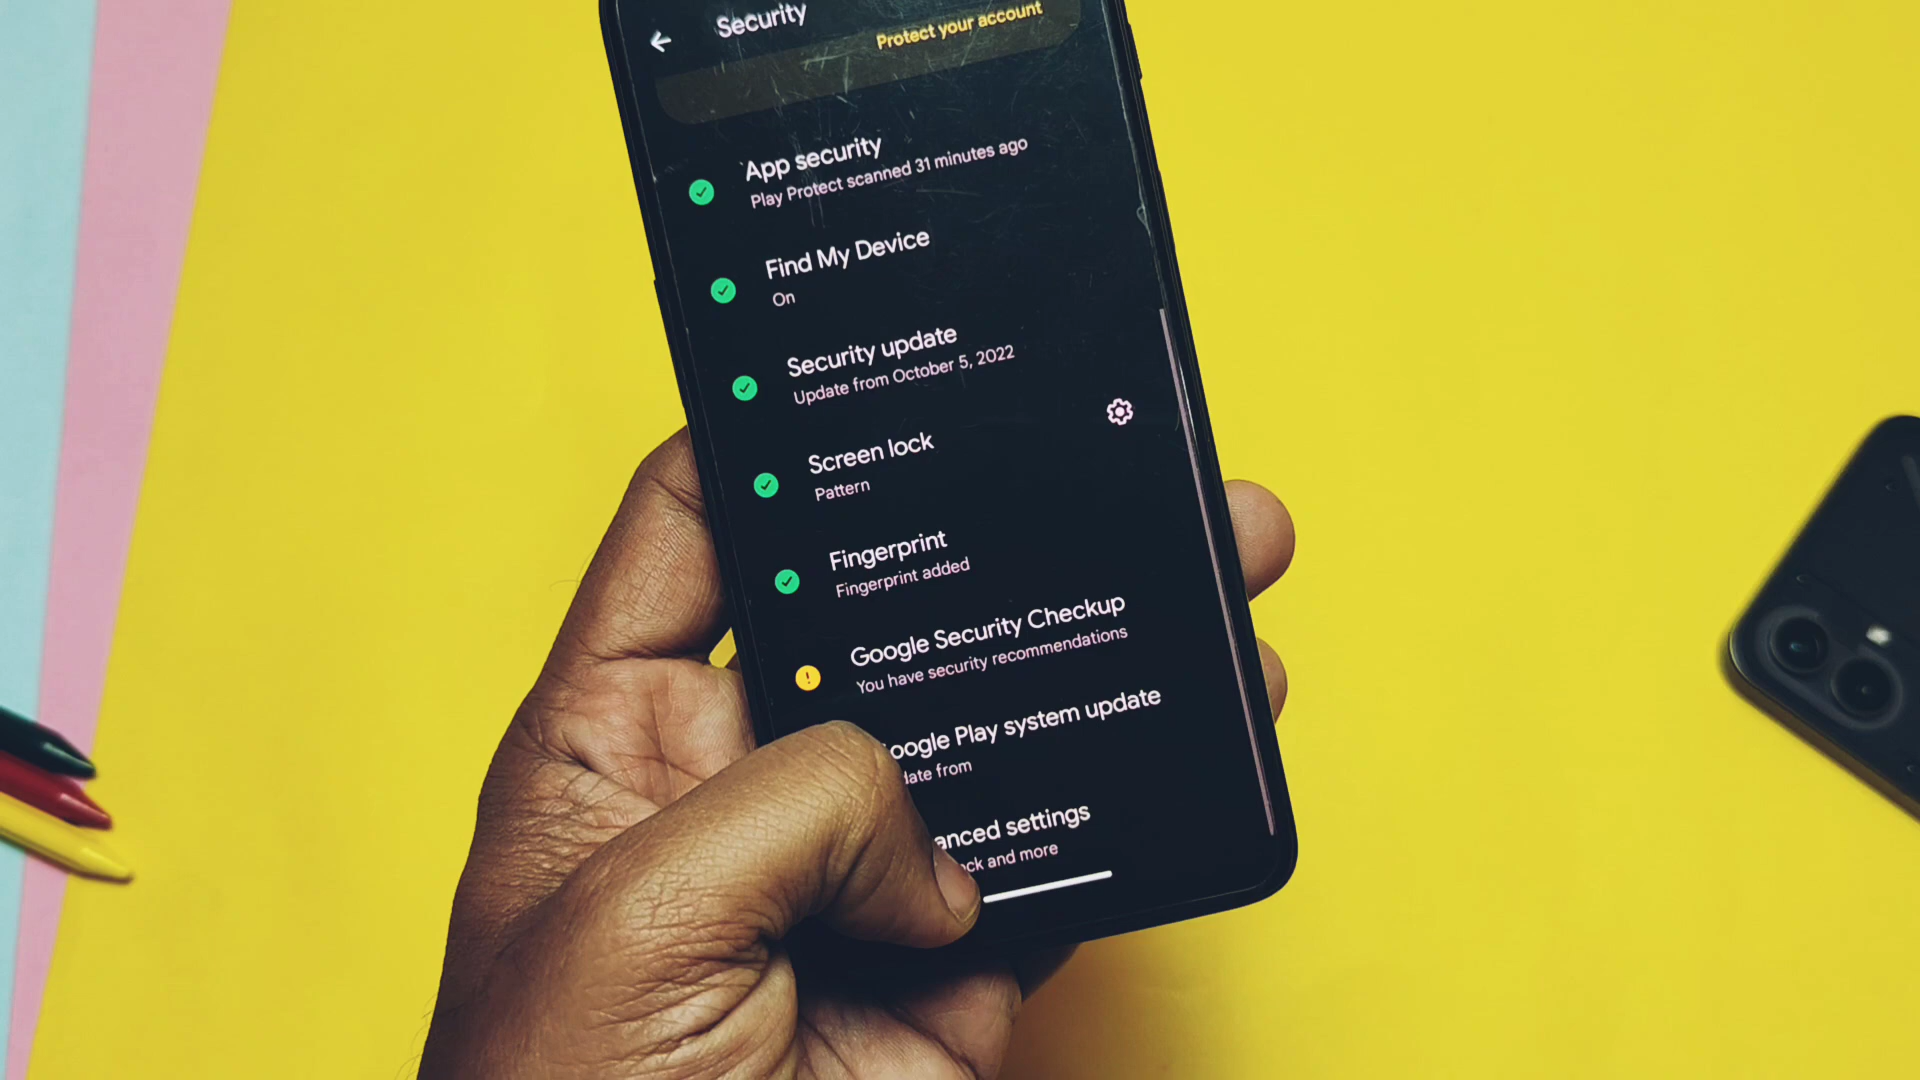 Security
Protect your account
App security
Play Protect scanned 31 minutes ago
Find My Device
On
Security update
Update from October 5, 2022
Screen lock
Pattern
Fingerprint
Fingerprint added
Google Security Checkup
You have security recommendations
oogle Play system update
date from
anced settings
ock and more